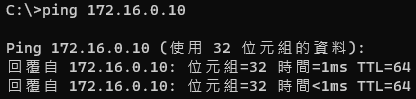 C:\>ping 172.16.0.10
Ping 172.16.0.10 (使用 32 位元組的資料):
回覆自 172.16.0.10: 位元組=32 時間=1ms TTL=64
回覆自 172.16.0.10: 位元組=32 時間<1ms TTL=64